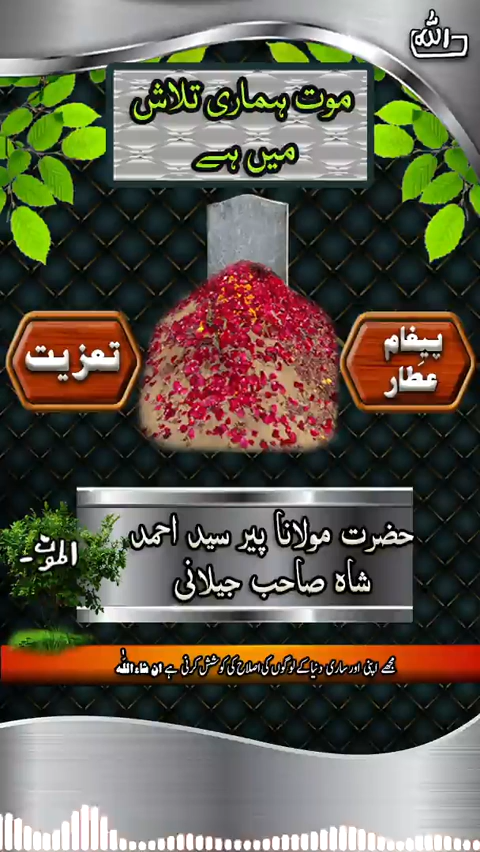 الله
موت ہماری تلاش
میں ہے
تعزیت
پیغام
عطار
حضرت مولانا پیر سید احمد
شاہ صاحب جیلانی
الموت
مجھے اپنی اور ساری دنیا کے لوگوں کی اصلاح کی کوشش کرنی ہے ان شاء اللہ